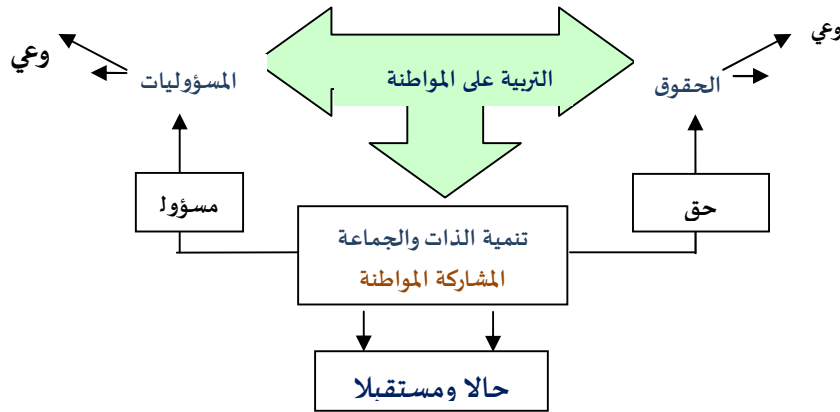 وعي
وعي
الحقوق
التربية على المواطنة
المسؤوليات
حق
مسؤول
تنمية الذات والجماعة
المشاركة المواطنة
حالا ومستقبلا